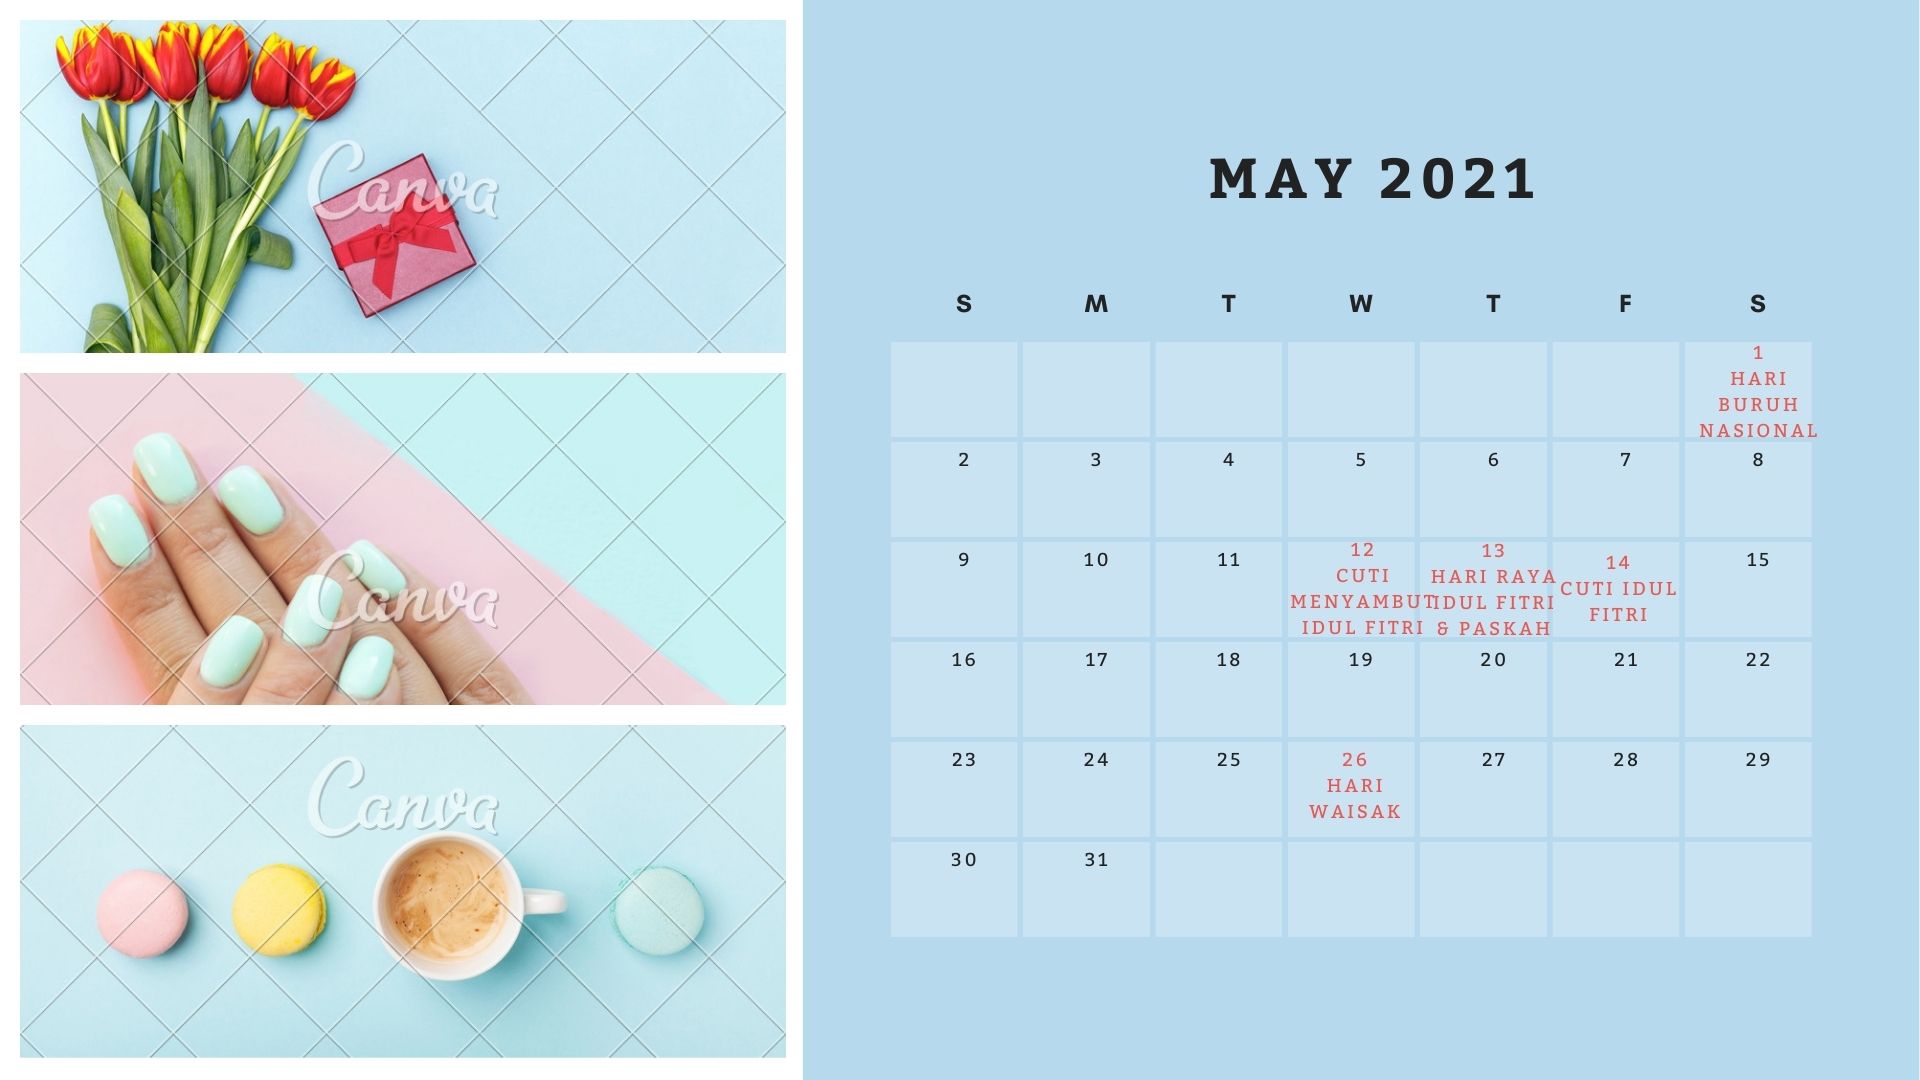 Canva
Canva
Canva
MAY 2021
S M T W T F S
1
HARI
BURUH
NASIONAL
2 3 4 5 6 7 8
9 10 11
12
CUTI
MENYAMBUT
IDUL FITRI
13
HARI RAYA
IDUL FITRI
& PASKAH
14
CUTI IDUL
FITRI
15
16 17 18 19 20 21 22
23 24 25
26
HARI
WAISAK
27 28 29
30 31